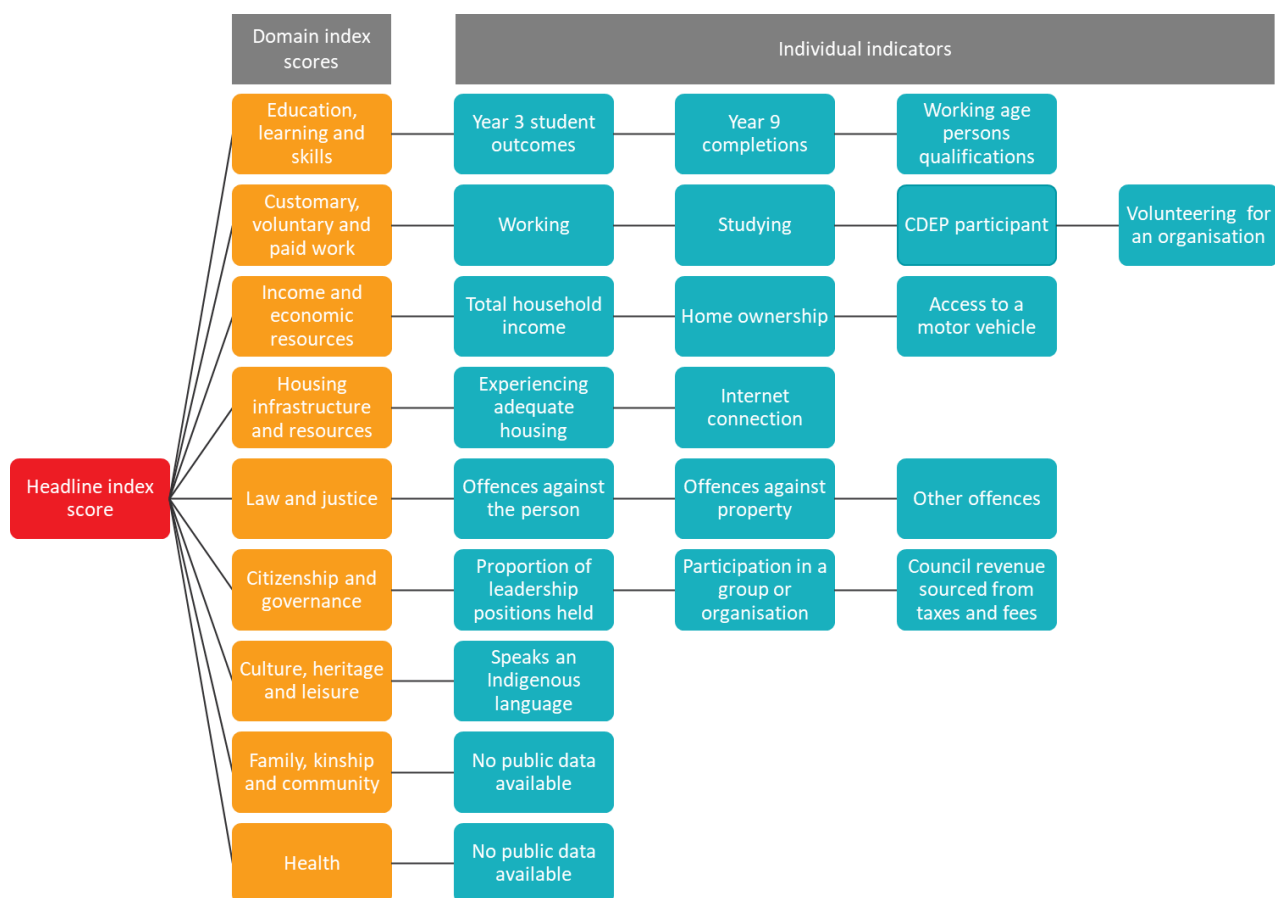 Domain index
scores
Individual indicators
Education,
learning and
skills
Year 3 student
outcomes
Year 9
completions
Working age
persons
qualifications
Customary,
voluntary and
paid work
Working
Studying
CDEP participant
Volunteering for
an organisation
Income and
economic
resources
Total household
income
Home ownership
Access to a
motor vehicle
Housing
infrastructure
and resources
Experiencing
adequate
housing
Internet
connection
Headline index
score
Law and justice
Offences against
the person
Offences against
property
Other offences
Citizenship and
governance
Proportion of
leadership
positions held
Participation in a
group or
organisation
Council revenue
sourced from
taxes and fees
Culture, heritage
and leisure
Speaks an
Indigenous
language
Family, kinship
and community
No public data
available
Health
No public data
available